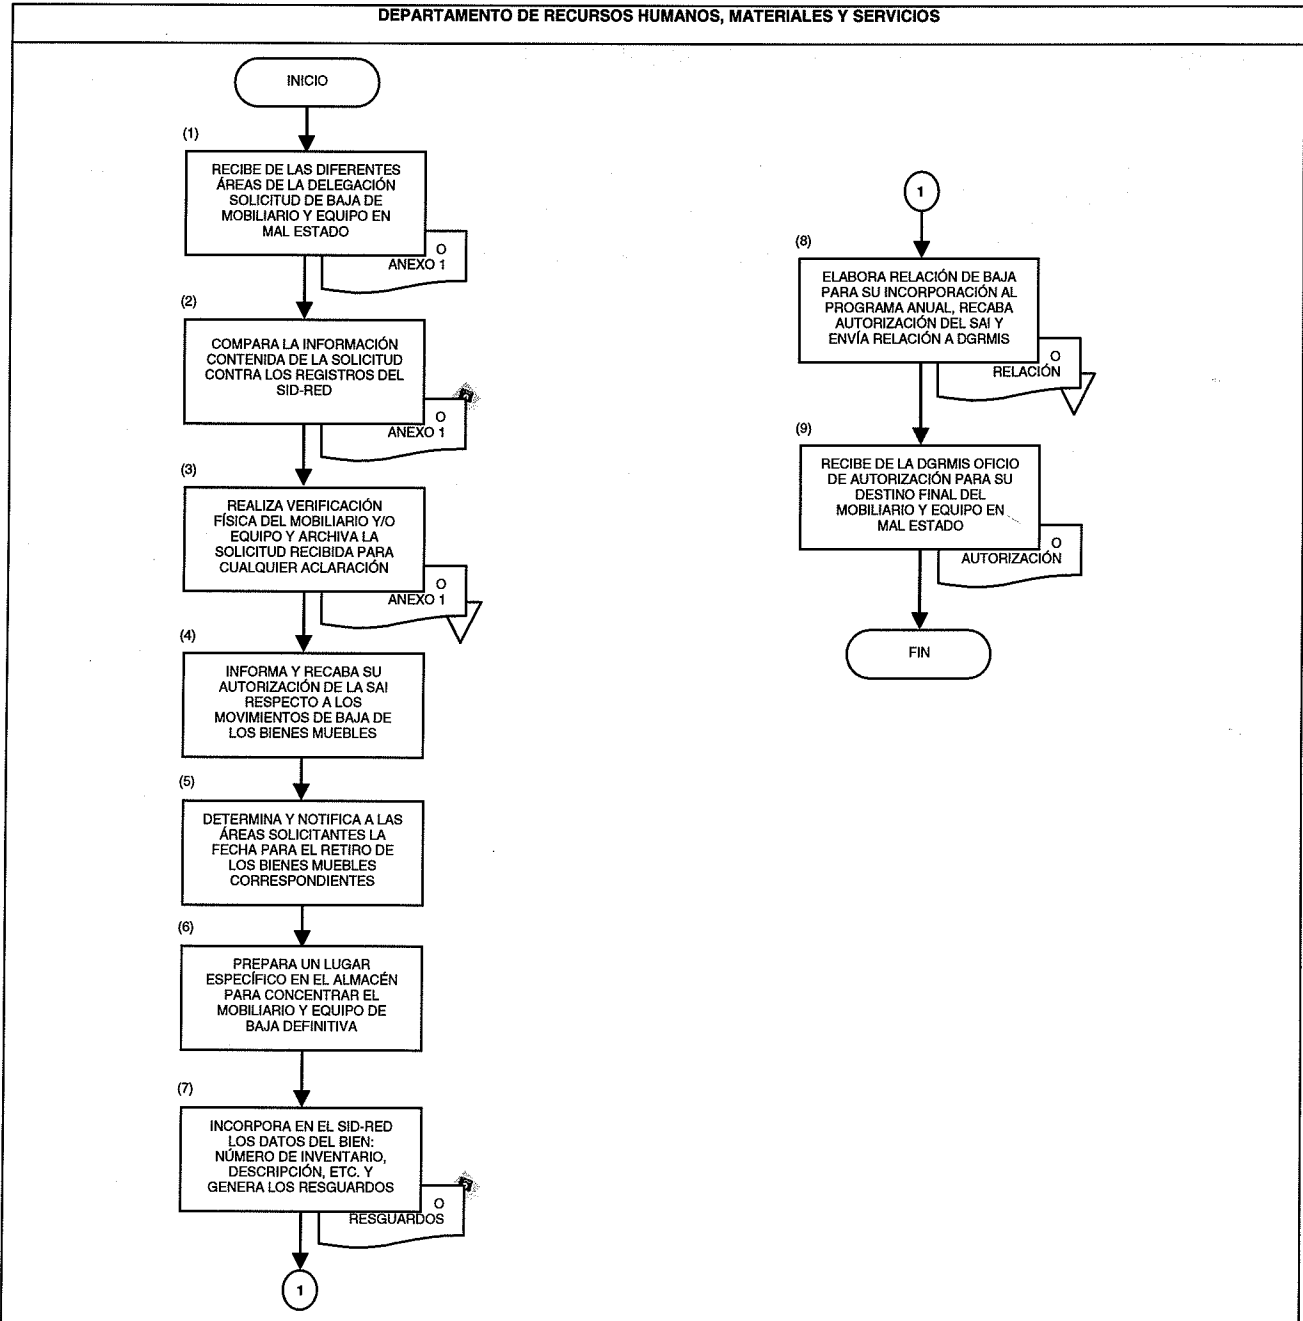 DEPARTAMENTO DE RECURSOS HUMANOS, MATERIALES Y SERVICIOS
INICIO
(1)
RECIBE DE LAS DIFERENTES
ÁREAS DE LA DELEGACIÓN
SOLICITUD DE BAJA DE
MOBILIARIO Y EQUIPO EN
MAL ESTADO
O
ANEXO 1
(2)
COMPARA LA INFORMACIÓN
CONTENIDA DE LA SOLICITUD
CONTRA LOS REGISTROS DEL
SID-RED
O
ANEXO 1
(3)
REALIZA VERIFICACIÓN
FÍSICA DEL MOBILIARIO Y/O
EQUIPO Y ARCHIVA LA
SOLICITUD RECIBIDA PARA
CUALQUIER ACLARACIÓN
O
ANEXO 1
(4)
INFORMA Y RECABA SU
AUTORIZACIÓN DE LA SAI
RESPECTO A LOS
MOVIMIENTOS DE BAJA DE
LOS BIENES MUEBLES
(5)
DETERMINA Y NOTIFICA A LAS
ÁREAS SOLICITANTES LA
FECHA PARA EL RETIRO DE
LOS BIENES MUEBLES
CORRESPONDIENTES
(6)
PREPARA UN LUGAR
ESPECÍFICO EN EL ALMACÉN
PARA CONCENTRAR EL
MOBILIARIO Y EQUIPO DE
BAJA DEFINITIVA
(7)
INCORPORA EN EL SID-RED
LOS DATOS DEL BIEN:
NÚMERO DE INVENTARIO,
DESCRIPCIÓN, ETC. Y
GENERA LOS RESGUARDOS
O
RESGUARDOS
1
1
(8)
ELABORA RELACIÓN DE BAJA
PARA SU INCORPORACIÓN AL
PROGRAMA ANUAL, RECABA
AUTORIZACIÓN DEL SAI Y
ENVÍA RELACIÓN A DGRMIS
O
RELACIÓN
(9)
RECIBE DE LA DGRMIS OFICIO
DE AUTORIZACIÓN PARA SU
DESTINO FINAL DEL
MOBILIARIO Y EQUIPO EN
MAL ESTADO
O
AUTORIZACIÓN
FIN